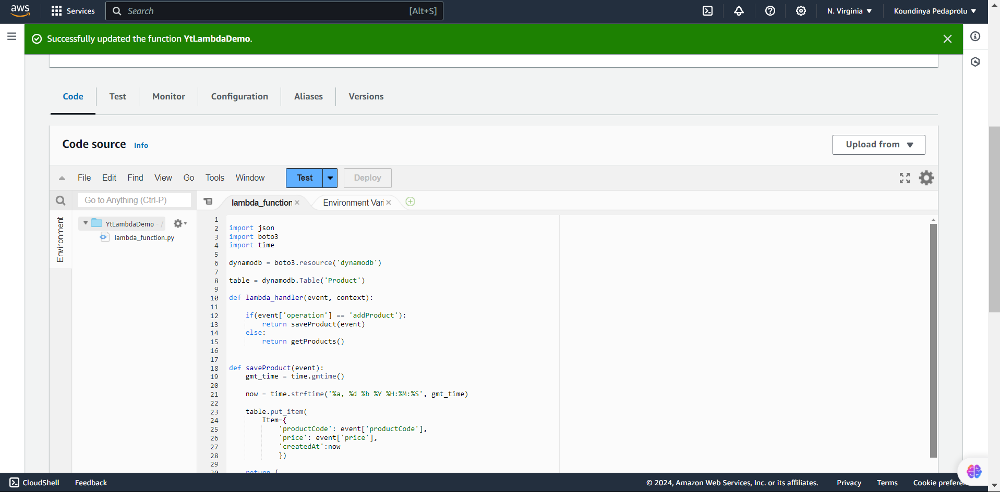 aws Services Search [Alt+S] N. Virginia Koundinya Pedaprolu
Successfully updated the function YtLambdaDemo.
Code Test Monitor Configuration Aliases Versions
Code source Info Upload from
File Edit Find View Go Tools Window Test Deploy
Go to Anything (Ctrl-P) lambda_function Environment Vari
Environment
YtLambdaDemo - /
lambda_function.py
1
2 import json
3 import boto3
4 import time
5
6 dynamodb = boto3.resource('dynamodb')
7
8 table = dynamodb.Table('Product')
9
10 def lambda_handler(event, context):
11
12 if(event['operation'] == 'addProduct'):
13 return saveProduct(event)
14 else:
15 return getProducts()
16
17
18 def saveProduct(event):
19 gmt_time = time.gmtime()
20
21 now = time.strftime('%a, %d %b %Y %H:%M:%S', gmt_time)
22
23 table.put_item(
24 Item={
25 'productCode': event['productCode'],
26 'price': event['price'],
27 'createdAt':now
28 })
29
30 return {
CloudShell Feedback © 2024, Amazon Web Services, Inc. or its affiliates. Privacy Terms Cookie prefere